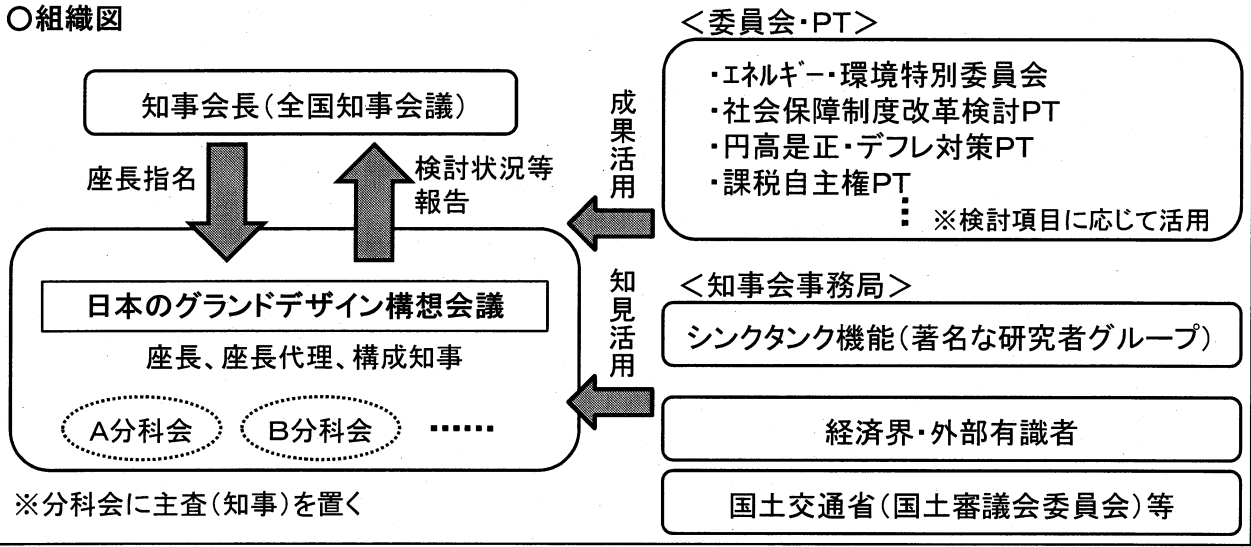 ○組織図
知事会長(全国知事会議)
座長指名
検討状況等
報告
日本のグランドデザイン構想会議
座長、座長代理、構成知事
A分科会
B分科会
……
※分科会に主査(知事)を置く
成果活用
知見活用
<委員会・PT>
・エネルギー・環境特別委員会
・社会保障制度改革検討PT
・円高是正・デフレ対策PT
・課税自主権PT
※検討項目に応じて活用
<知事会事務局>
シンクタンク機能(著名な研究者グループ)
経済界・外部有識者
国土交通省(国土審議会委員会)等